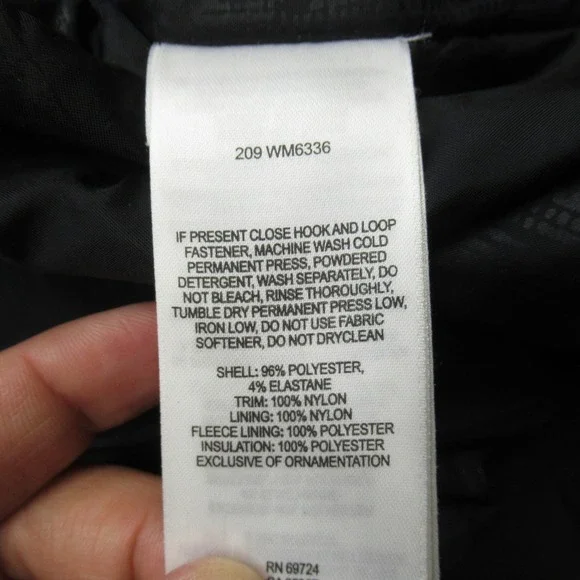 209 WM6336
IF PRESENT CLOSE HOOK AND LOOP
FASTENER, MACHINE WASH COLD
PERMANENT PRESS, POWDERED
DETERGENT, WASH SEPARATELY, DO
NOT BLEACH, RINSE THOROUGHLY,
TUMBLE DRY PERMANENT PRESS LOW,
IRON LOW, DO NOT USE FABRIC
SOFTENER, DO NOT DRYCLEAN
SHELL: 96% POLYESTER,
4% ELASTANE
TRIM: 100% NYLON
LINING: 100% NYLON
FLEECE LINING: 100% POLYESTER
INSULATION: 100% POLYESTER
EXCLUSIVE OF ORNAMENTATION
RN 69724